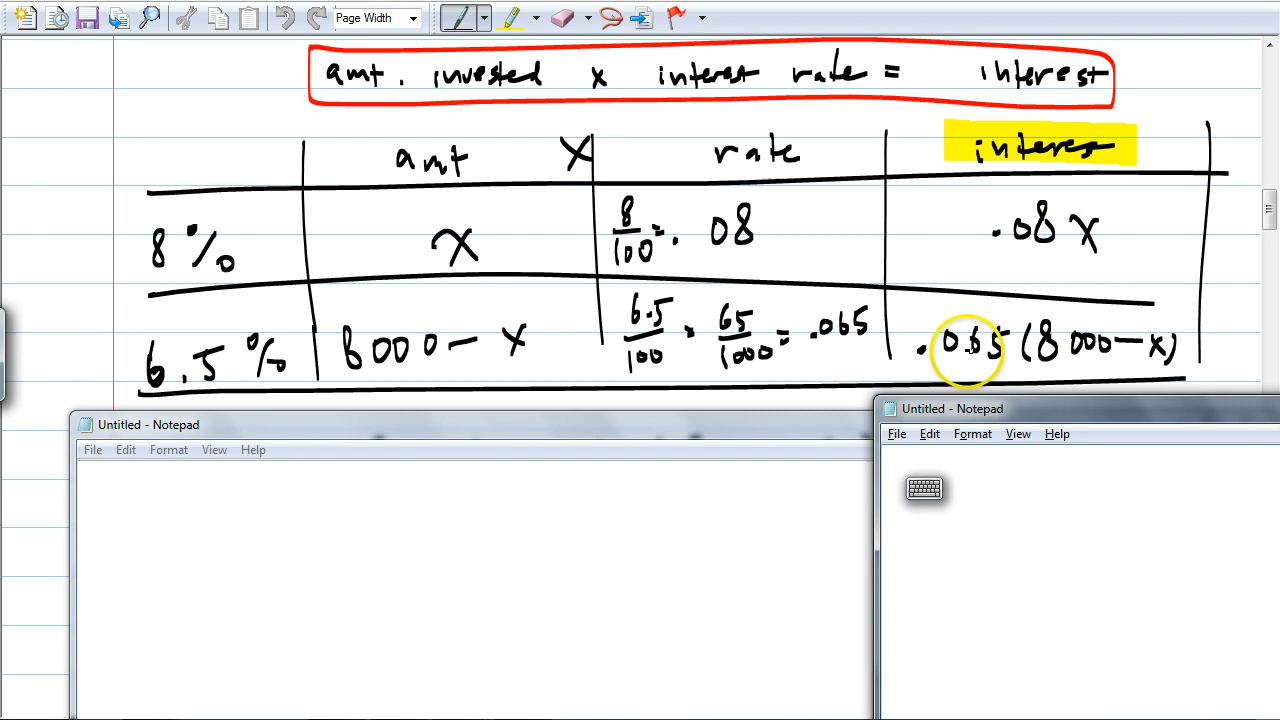 Page Width
amt. invested x interest rate = interest
amt X rate interest
8% x 8/100 = .08 .08x
6.5% 8000-x 6.5/100 = 65/1000 = .065 .065(8000-x)
Untitled - Notepad
File Edit Format View Help
Untitled - Notepad
File Edit Format View Help